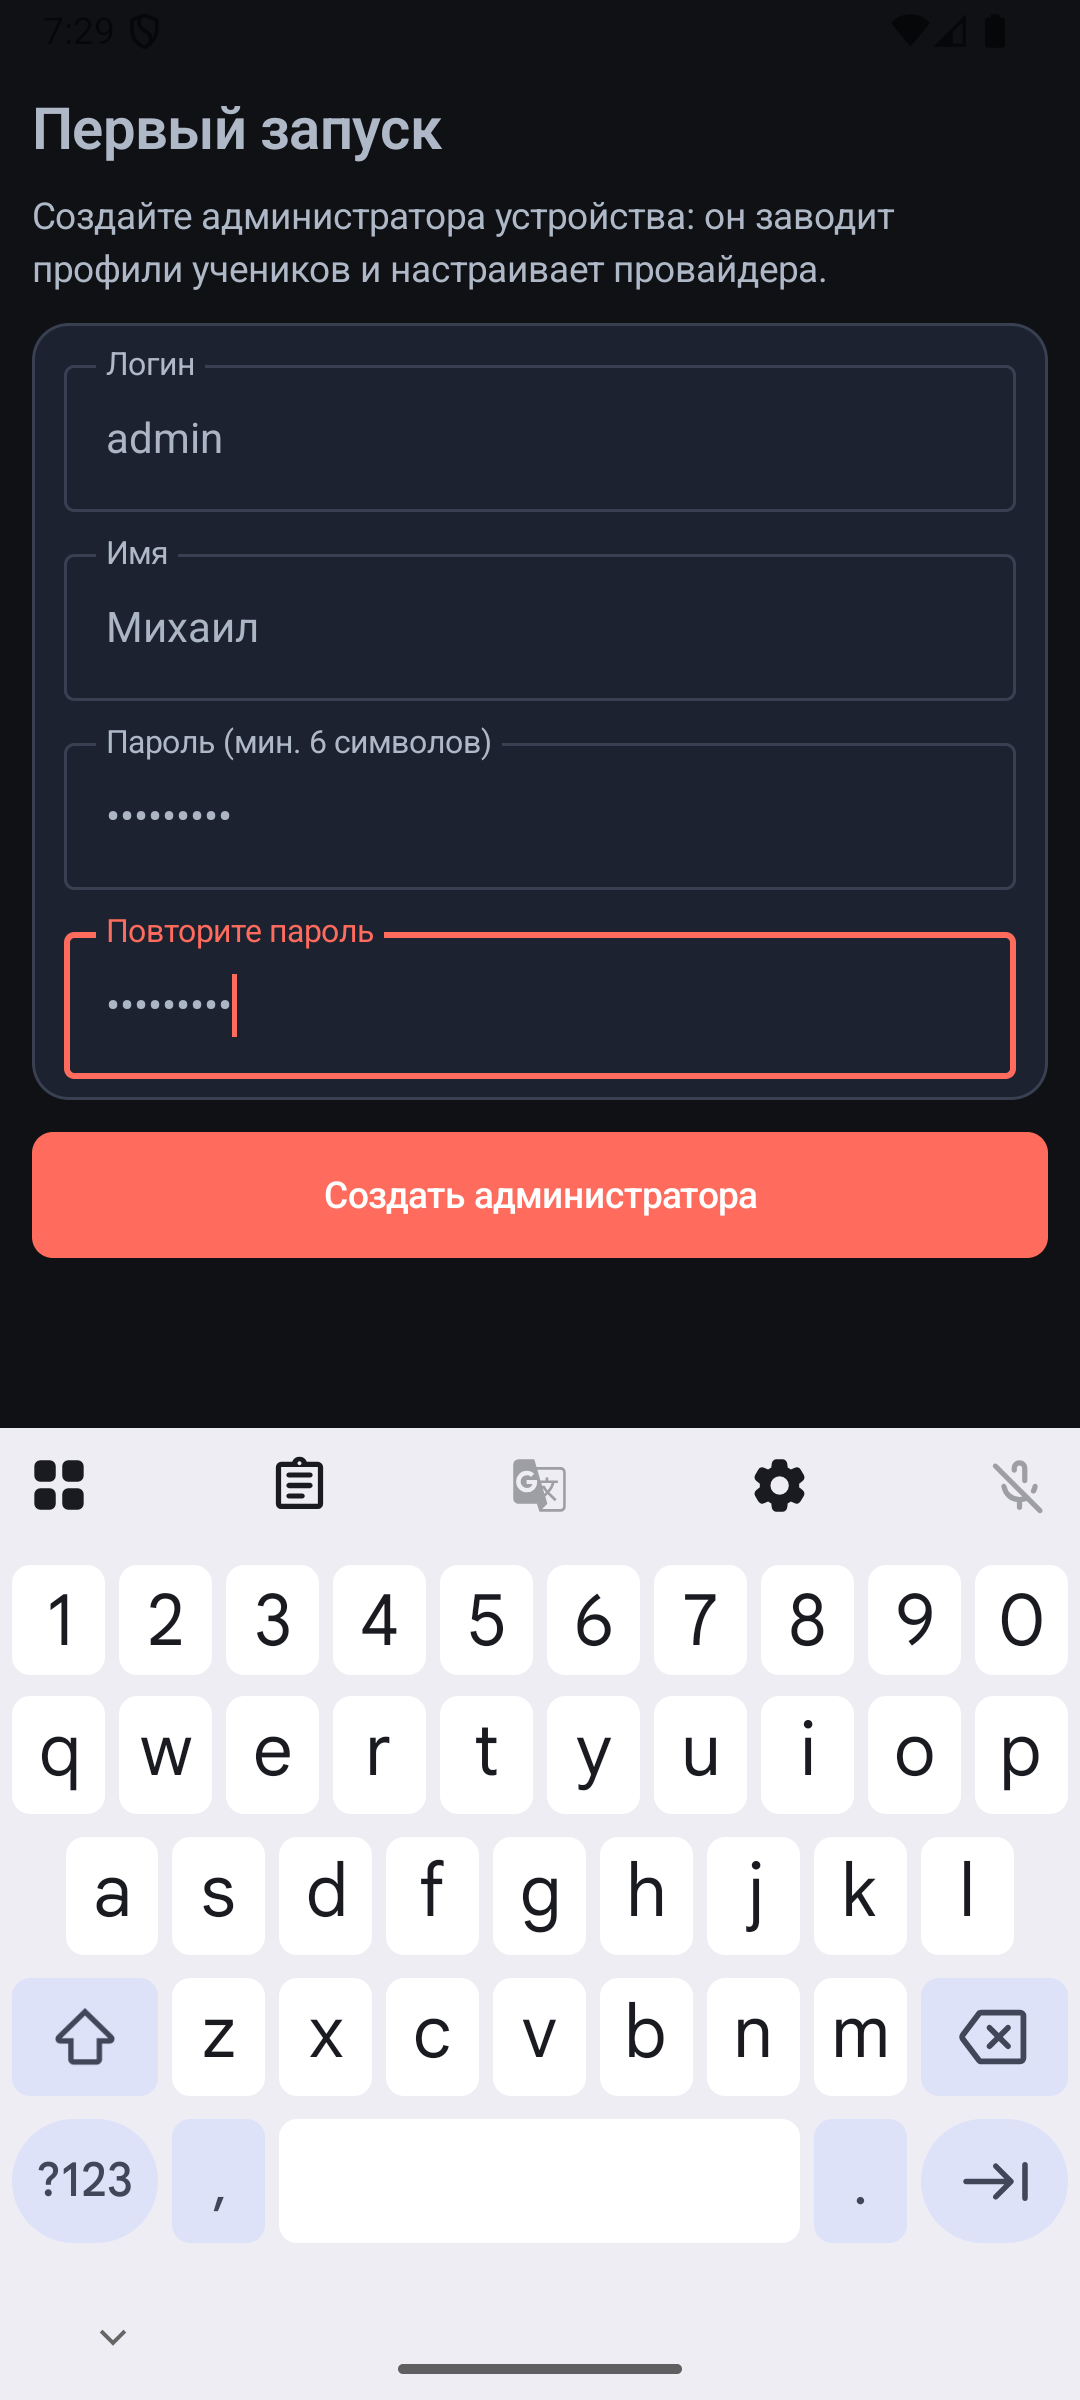 7:29
Первый запуск
Создайте администратора устройства: он заводит
профили учеников и настраивает провайдера.
Логин
admin
Имя
Михаил
Пароль (мин. 6 символов)
•••••••••
Повторите пароль
•••••••••
Создать администратора
1 2 3 4 5 6 7 8 9 0
q w e r t y u i o p
a s d f g h j k l
z x c v b n m
?123 , .